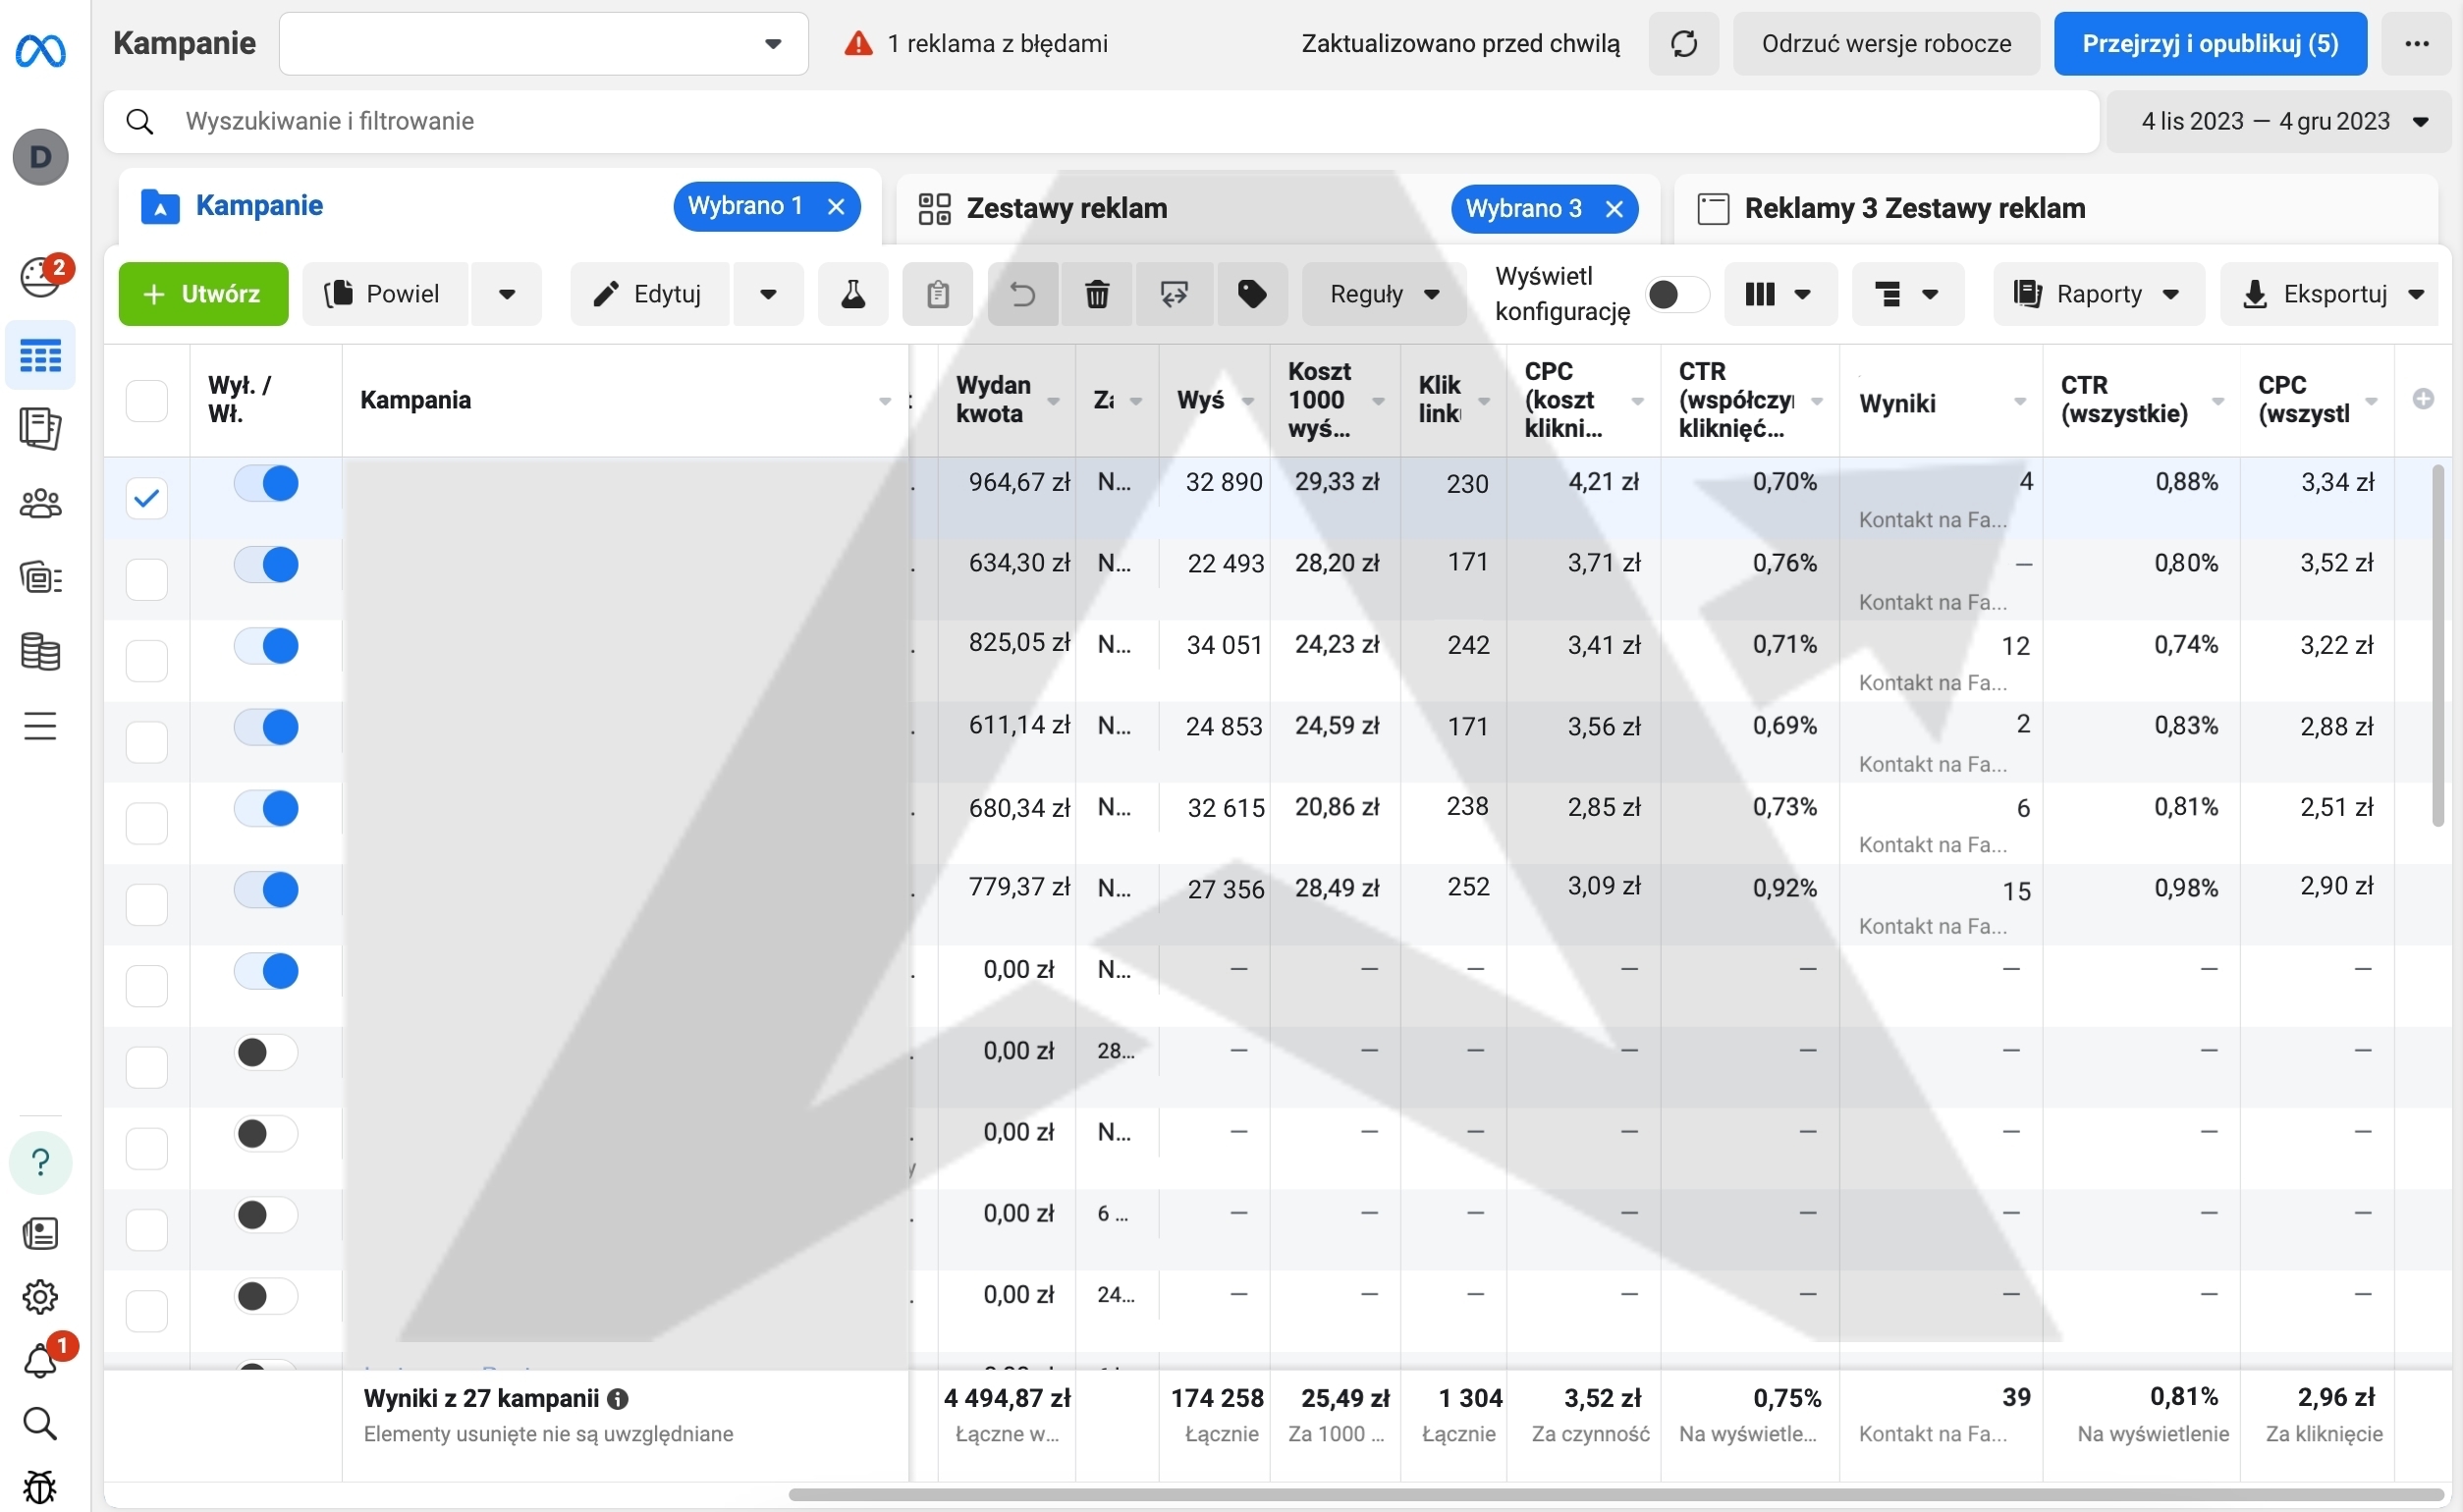 Kampanie
1 reklama z błędami
Zaktualizowano przed chwilą
Odrzuć wersje robocze
Przejrzyj i opublikuj (5)
D
Wyszukiwanie i filtrowanie
4 lis 2023 – 4 gru 2023
Kampanie
Wybrano 1
Zestawy reklam
Wybrano 3
Reklamy 3 Zestawy reklam
2
+ Utwórz
Powiel
Edytuj
Reguły
Wyświetl
konfigurację
Raporty
Eksportuj
Wył. /
Wł.
Kampania
Wydan
kwota
Za
Wyś
Koszt
1000
wyś...
Klik
link
CPC
(koszt
klikni...
CTR
(współczy
kliknięć...
Wyniki
CTR
(wszystkie)
CPC
(wszystl
964,67 zł N... 32 890 29,33 zł 230 4,21 zł 0,70% 4 0,88% 3,34 zł
Kontakt na Fa...
634,30 zł N... 22 493 28,20 zł 171 3,71 zł 0,76% — 0,80% 3,52 zł
Kontakt na Fa...
825,05 zł N... 34 051 24,23 zł 242 3,41 zł 0,71% 12 0,74% 3,22 zł
Kontakt na Fa...
611,14 zł N... 24 853 24,59 zł 171 3,56 zł 0,69% 2 0,83% 2,88 zł
Kontakt na Fa...
680,34 zł N... 32 615 20,86 zł 238 2,85 zł 0,73% 6 0,81% 2,51 zł
Kontakt na Fa...
779,37 zł N... 27 356 28,49 zł 252 3,09 zł 0,92% 15 0,98% 2,90 zł
Kontakt na Fa...
0,00 zł N... — — — — — — — —
0,00 zł 28... — — — — — — — —
0,00 zł N... — — — — — — — —
0,00 zł 6 ... — — — — — — — —
0,00 zł 24... — — — — — — — —
?
1
Wyniki z 27 kampanii
Elementy usunięte nie są uwzględniane
4 494,87 zł 174 258 25,49 zł 1 304 3,52 zł 0,75% 39 0,81% 2,96 zł
Łączne w... Łącznie Za 1000 ... Łącznie Za czynność Na wyświetle... Kontakt na Fa... Na wyświetlenie Za kliknięcie